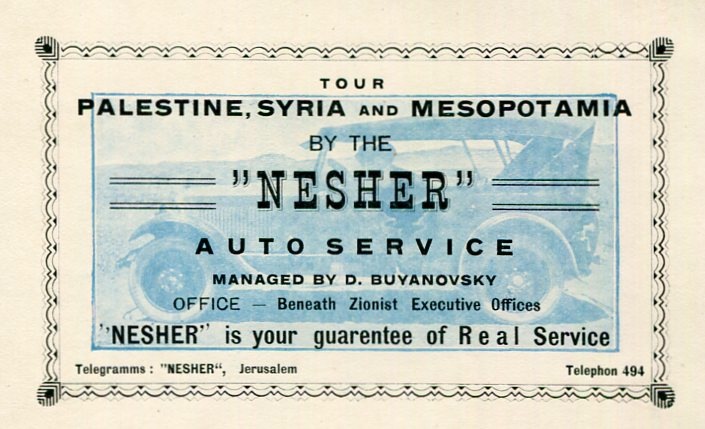 TOUR
PALESTINE, SYRIA AND MESOPOTAMIA
BY THE
"NESHER"
AUTO SERVICE
MANAGED BY D. BUYANOVSKY
OFFICE — Beneath Zionist Executive Offices
"NESHER" is your guarentee of Real Service
Telegramms: "NESHER“, Jerusalem
Telephon 494